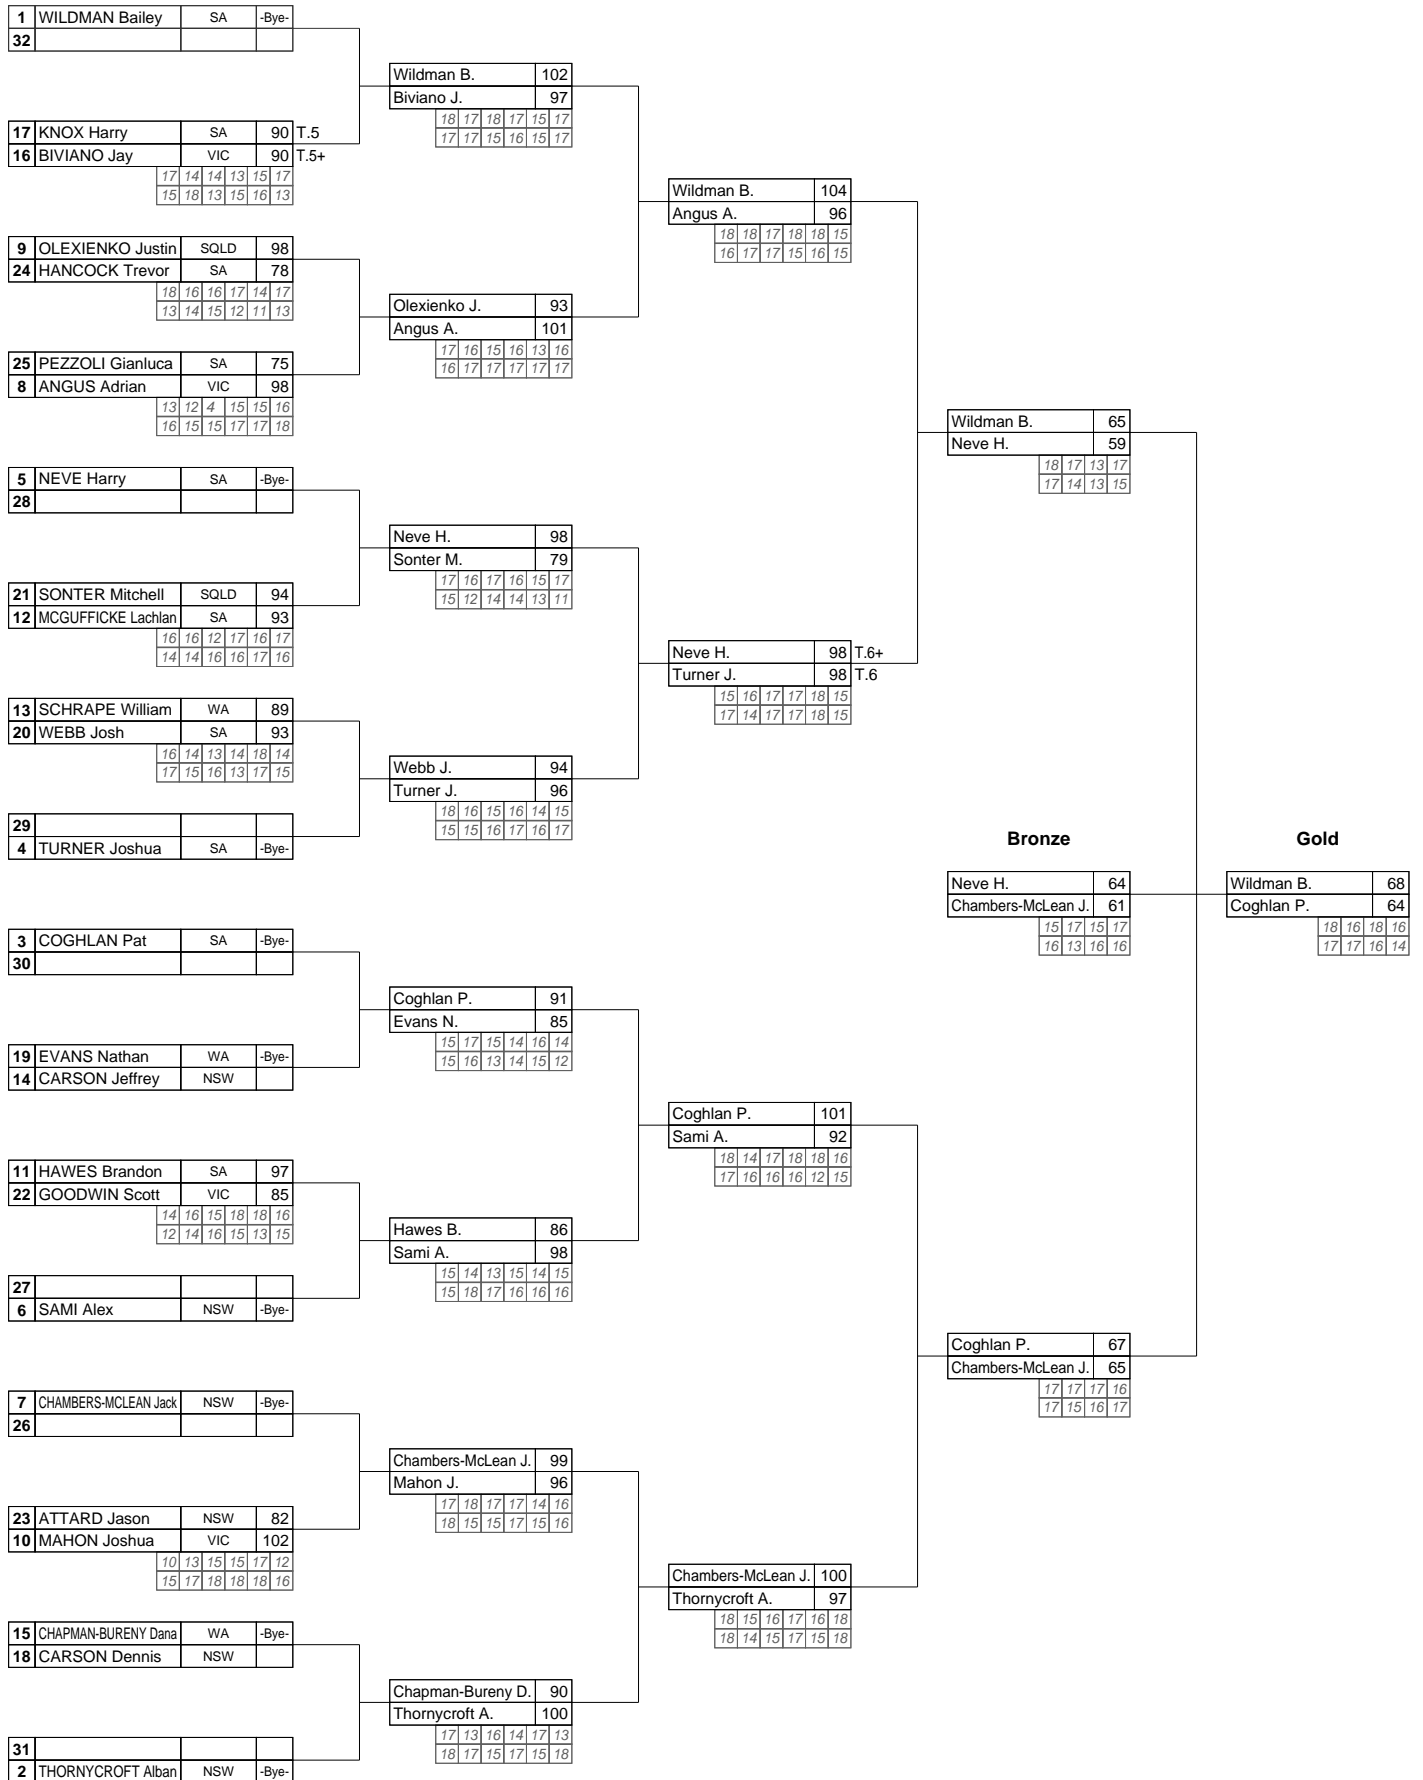 1 WILDMAN Bailey SA -Bye-
32
17 KNOX Harry SA 90 T.5
16 BIVIANO Jay VIC 90 T.5+
17 14 14 13 15 17
15 18 13 15 16 13
9 OLEXIENKO Justin SQLD 98
24 HANCOCK Trevor SA 78
18 16 16 17 14 17
13 14 15 12 11 13
25 PEZZOLI Gianluca SA 75
8 ANGUS Adrian VIC 98
13 12 4 15 15 16
16 15 15 17 17 18
5 NEVE Harry SA -Bye-
28
21 SONTER Mitchell SQLD 94
12 MCGUFFICKE Lachlan SA 93
16 16 12 17 16 17
14 14 16 16 17 16
13 SCHRAPE William WA 89
20 WEBB Josh SA 93
16 14 13 14 18 14
17 15 16 13 17 15
29
4 TURNER Joshua SA -Bye-
3 COGHLAN Pat SA -Bye-
30
19 EVANS Nathan WA -Bye-
14 CARSON Jeffrey NSW
11 HAWES Brandon SA 97
22 GOODWIN Scott VIC 85
14 16 15 18 18 16
12 14 16 15 13 15
27
6 SAMI Alex NSW -Bye-
7 CHAMBERS-MCLEAN Jack NSW -Bye-
26
23 ATTARD Jason NSW 82
10 MAHON Joshua VIC 102
10 13 15 15 17 12
15 17 18 18 18 16
15 CHAPMAN-BURENY Dana WA -Bye-
18 CARSON Dennis NSW
31
2 THORNYCROFT Alban NSW -Bye-
Wildman B. 102
Biviano J. 97
18 17 18 17 15 17
17 17 15 16 15 17
Olexienko J. 93
Angus A. 101
17 16 15 16 13 16
16 17 17 17 17 17
Neve H. 98
Sonter M. 79
17 16 17 16 15 17
15 12 14 14 13 11
Webb J. 94
Turner J. 96
18 16 15 16 14 15
15 15 16 17 16 17
Coghlan P. 91
Evans N. 85
15 17 15 14 16 14
15 16 13 14 15 12
Hawes B. 86
Sami A. 98
15 14 13 15 14 15
15 18 17 16 16 16
Chambers-McLean J. 99
Mahon J. 96
17 18 17 17 14 16
18 15 15 17 15 16
Chapman-Bureny D. 90
Thornycroft A. 100
17 13 16 14 17 13
18 17 15 17 15 18
Wildman B. 104
Angus A. 96
18 18 17 18 18 15
16 17 17 15 16 15
Neve H. 98 T.6+
Turner J. 98 T.6
15 16 17 17 18 15
17 14 17 17 18 15
Coghlan P. 101
Sami A. 92
18 14 17 18 18 16
17 16 16 16 12 15
Chambers-McLean J. 100
Thornycroft A. 97
18 15 16 17 16 18
18 14 15 17 15 18
Wildman B. 65
Neve H. 59
18 17 13 17
17 14 13 15
Coghlan P. 67
Chambers-McLean J. 65
17 17 17 16
17 15 16 17
Bronze
Neve H. 64
Chambers-McLean J. 61
15 17 15 17
16 13 16 16
Gold
Wildman B. 68
Coghlan P. 64
18 16 18 16
17 17 16 14